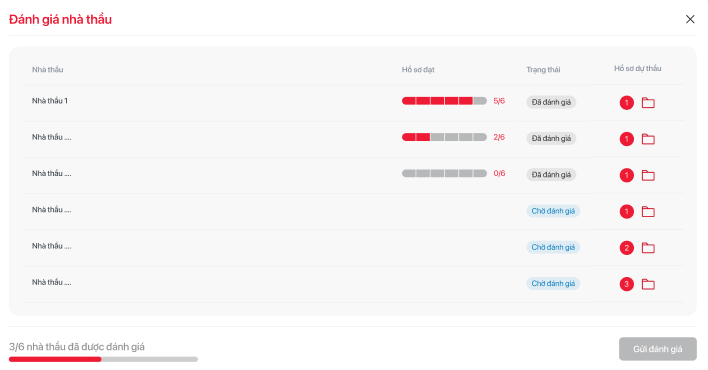 Đánh giá nhà thầu
Nhà thầu Hồ sơ đạt Trạng thái Hồ sơ dự thầu
Nhà thầu 1 5/6 Đã đánh giá 1
Nhà thầu .... 2/6 Đã đánh giá 1
Nhà thầu .... 0/6 Đã đánh giá 1
Nhà thầu .... Chờ đánh giá 1
Nhà thầu .... Chờ đánh giá 2
Nhà thầu .... Chờ đánh giá 3
3/6 nhà thầu đã được đánh giá
Gửi đánh giá